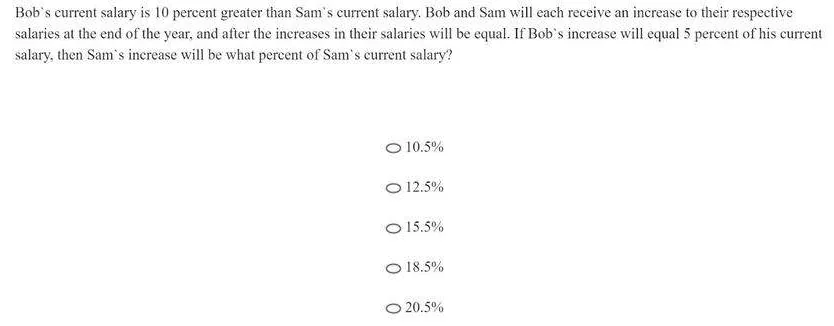 Bob`s current salary is 10 percent greater than Sam`s current salary. Bob and Sam will each receive an increase to their respective
salaries at the end of the year, and after the increases in their salaries will be equal. If Bob`s increase will equal 5 percent of his current
salary, then Sam`s increase will be what percent of Sam`s current salary?
10.5%
12.5%
15.5%
18.5%
20.5%